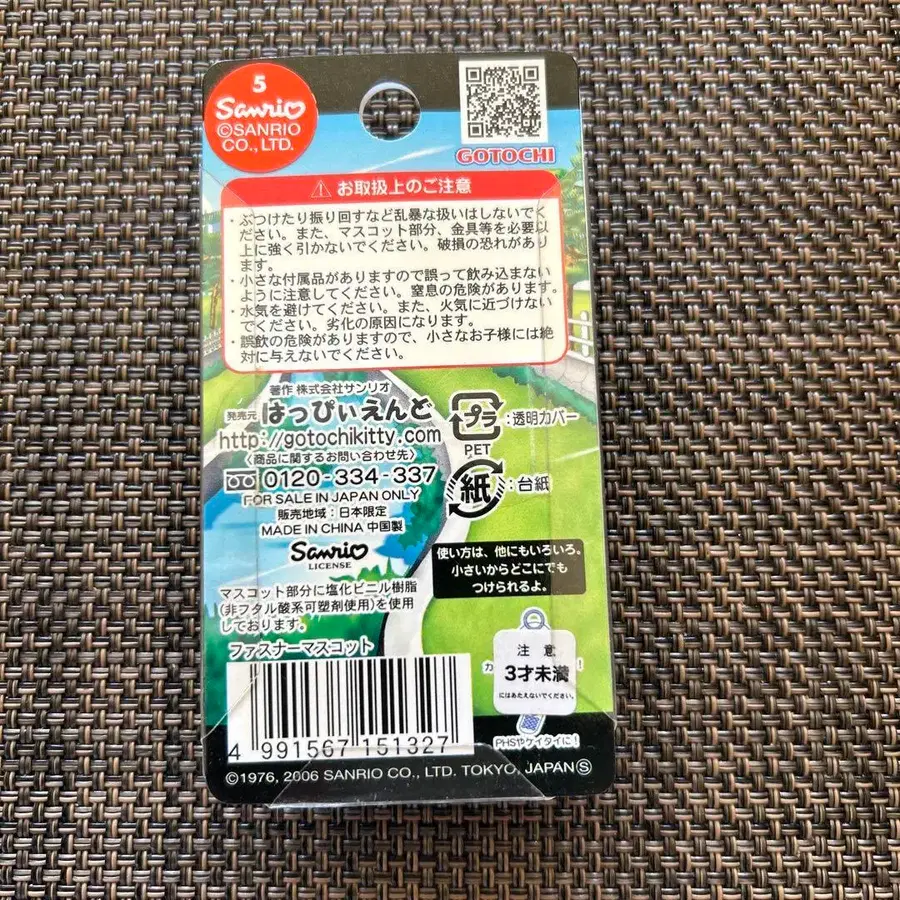 5
Sanrio
©SANRIO
CO., LTD.
GOTOCHI
お取扱上のご注意
・ぶつけたり振り回すなど乱暴な扱いはしないでく
ださい。また、マスコット部分、金具等を必要以
上に強く引かないでください。破損の恐れがあり
ます。
・小さな付属品がありますので誤って飲み込まない
ように注意してください。窒息の危険があります。
・水気を避けてください。また、火気に近づけない
でください。劣化の原因になります。
・誤飲の危険がありますので、小さなお子様には絶
対に与えないでください。
著作 株式会社サンリオ
発売元 はっぴぃえんど
http://gotochikitty.com
〈商品に関するお問い合わせ先〉
0120-334-337
FOR SALE IN JAPAN ONLY
販売地域:日本限定
MADE IN CHINA 中国製
Sanrio
LICENSE
プラ :透明カバー
PET
紙 :台紙
使い方は、他にもいろいろ。
小さいからどこにでも
つけられるよ。
マスコット部分に塩化ビニル樹脂
(非フタル酸系可塑剤使用)を使用
しております。
ファスナーマスコット
注意
3才未満
にはあたえないでください。
PHSやケイタイに!
4 991567 151327
©1976, 2006 SANRIO CO., LTD. TOKYO, JAPAN Ⓢ